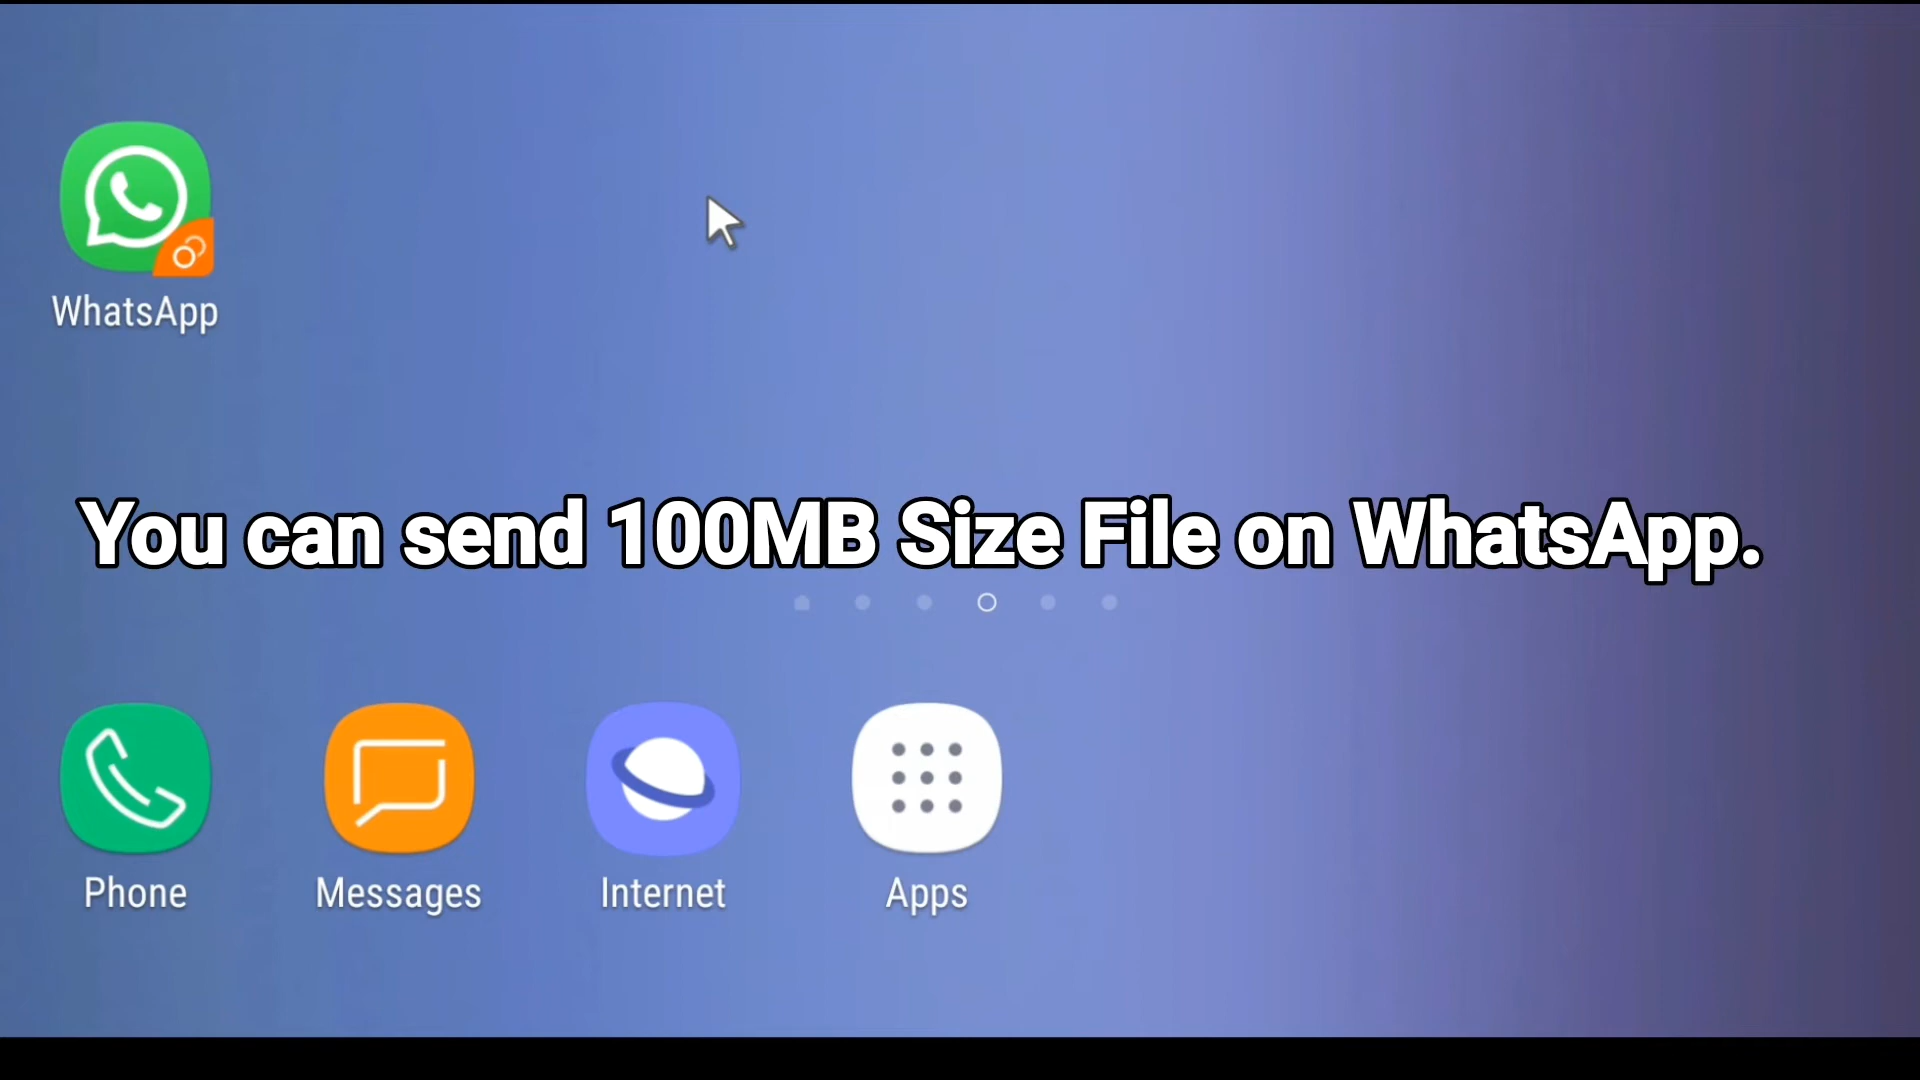 WhatsApp
You can send 100MB Size File on WhatsApp.
Phone Messages Internet Apps